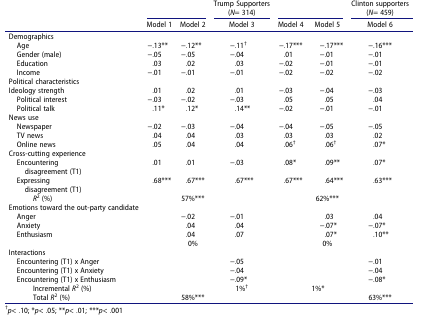 Trump Supporters Clinton supporters
(N= 314) (N= 459)
Model 1 Model 2 Model 3 Model 4 Model 5 Model 6
Demographics
Age −.13** −.12** −.11† −.17*** −.17*** −.16***
Gender (male) −.05 −.05 −.04 .01 −.01 −.01
Education .03 .02 .03 −.02 −.01 −.01
Income −.01 −.01 −.01 −.02 −.02 −.02
Political characteristics
Ideology strength .01 .02 .01 −.03 −.04 −.03
Political interest −.03 −.02 −.03 .05 .05 .04
Political talk .11* .12* .14** −.02 −.01 −.01
News use
Newspaper −.02 −.03 −.04 −.04 −.05 −.05
TV news .04 .04 .03 .03 .03 .02
Online news .05 .04 .04 .06† .06† .07*
Cross-cutting experience
Encountering .01 .01 −.03 .08* .09** .07*
disagreement (T1)
Expressing .68*** .67*** .67*** .67*** .64*** .63***
disagreement (T1)
R² (%) 57%*** 62%***
Emotions toward the out-party candidate
Anger −.02 −.01 .03 .04
Anxiety .04 .04 −.07* −.07*
Enthusiasm .04 .07 .07* .10**
0% 0%
Interactions
Encountering (T1) x Anger −.05 −.01
Encountering (T1) x Anxiety −.04 −.04
Encountering (T1) x Enthusiasm −.09* −.08*
Incremental R² (%) 1%† 1%*
Total R² (%) 58%*** 63%***
†p< .10; *p< .05; **p< .01; ***p< .001